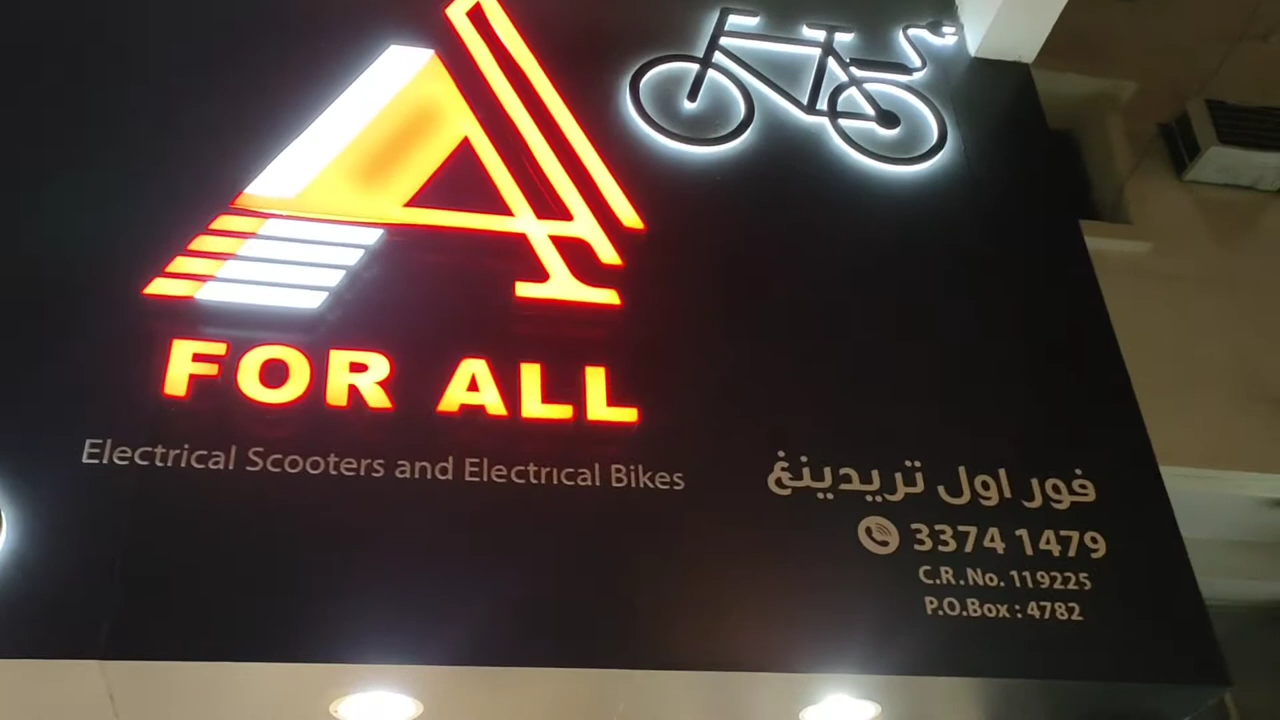 A
FOR ALL
Electrical Scooters and Electrical Bikes
فور اول تريدينغ
3374 1479
C.R.No. 119225
P.O.Box : 4782